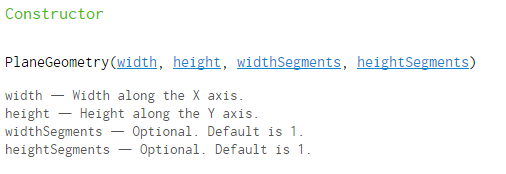 Constructor
PlaneGeometry(width, height, widthSegments, heightSegments)
width — Width along the X axis.
height — Height along the Y axis.
widthSegments — Optional. Default is 1.
heightSegments — Optional. Default is 1.